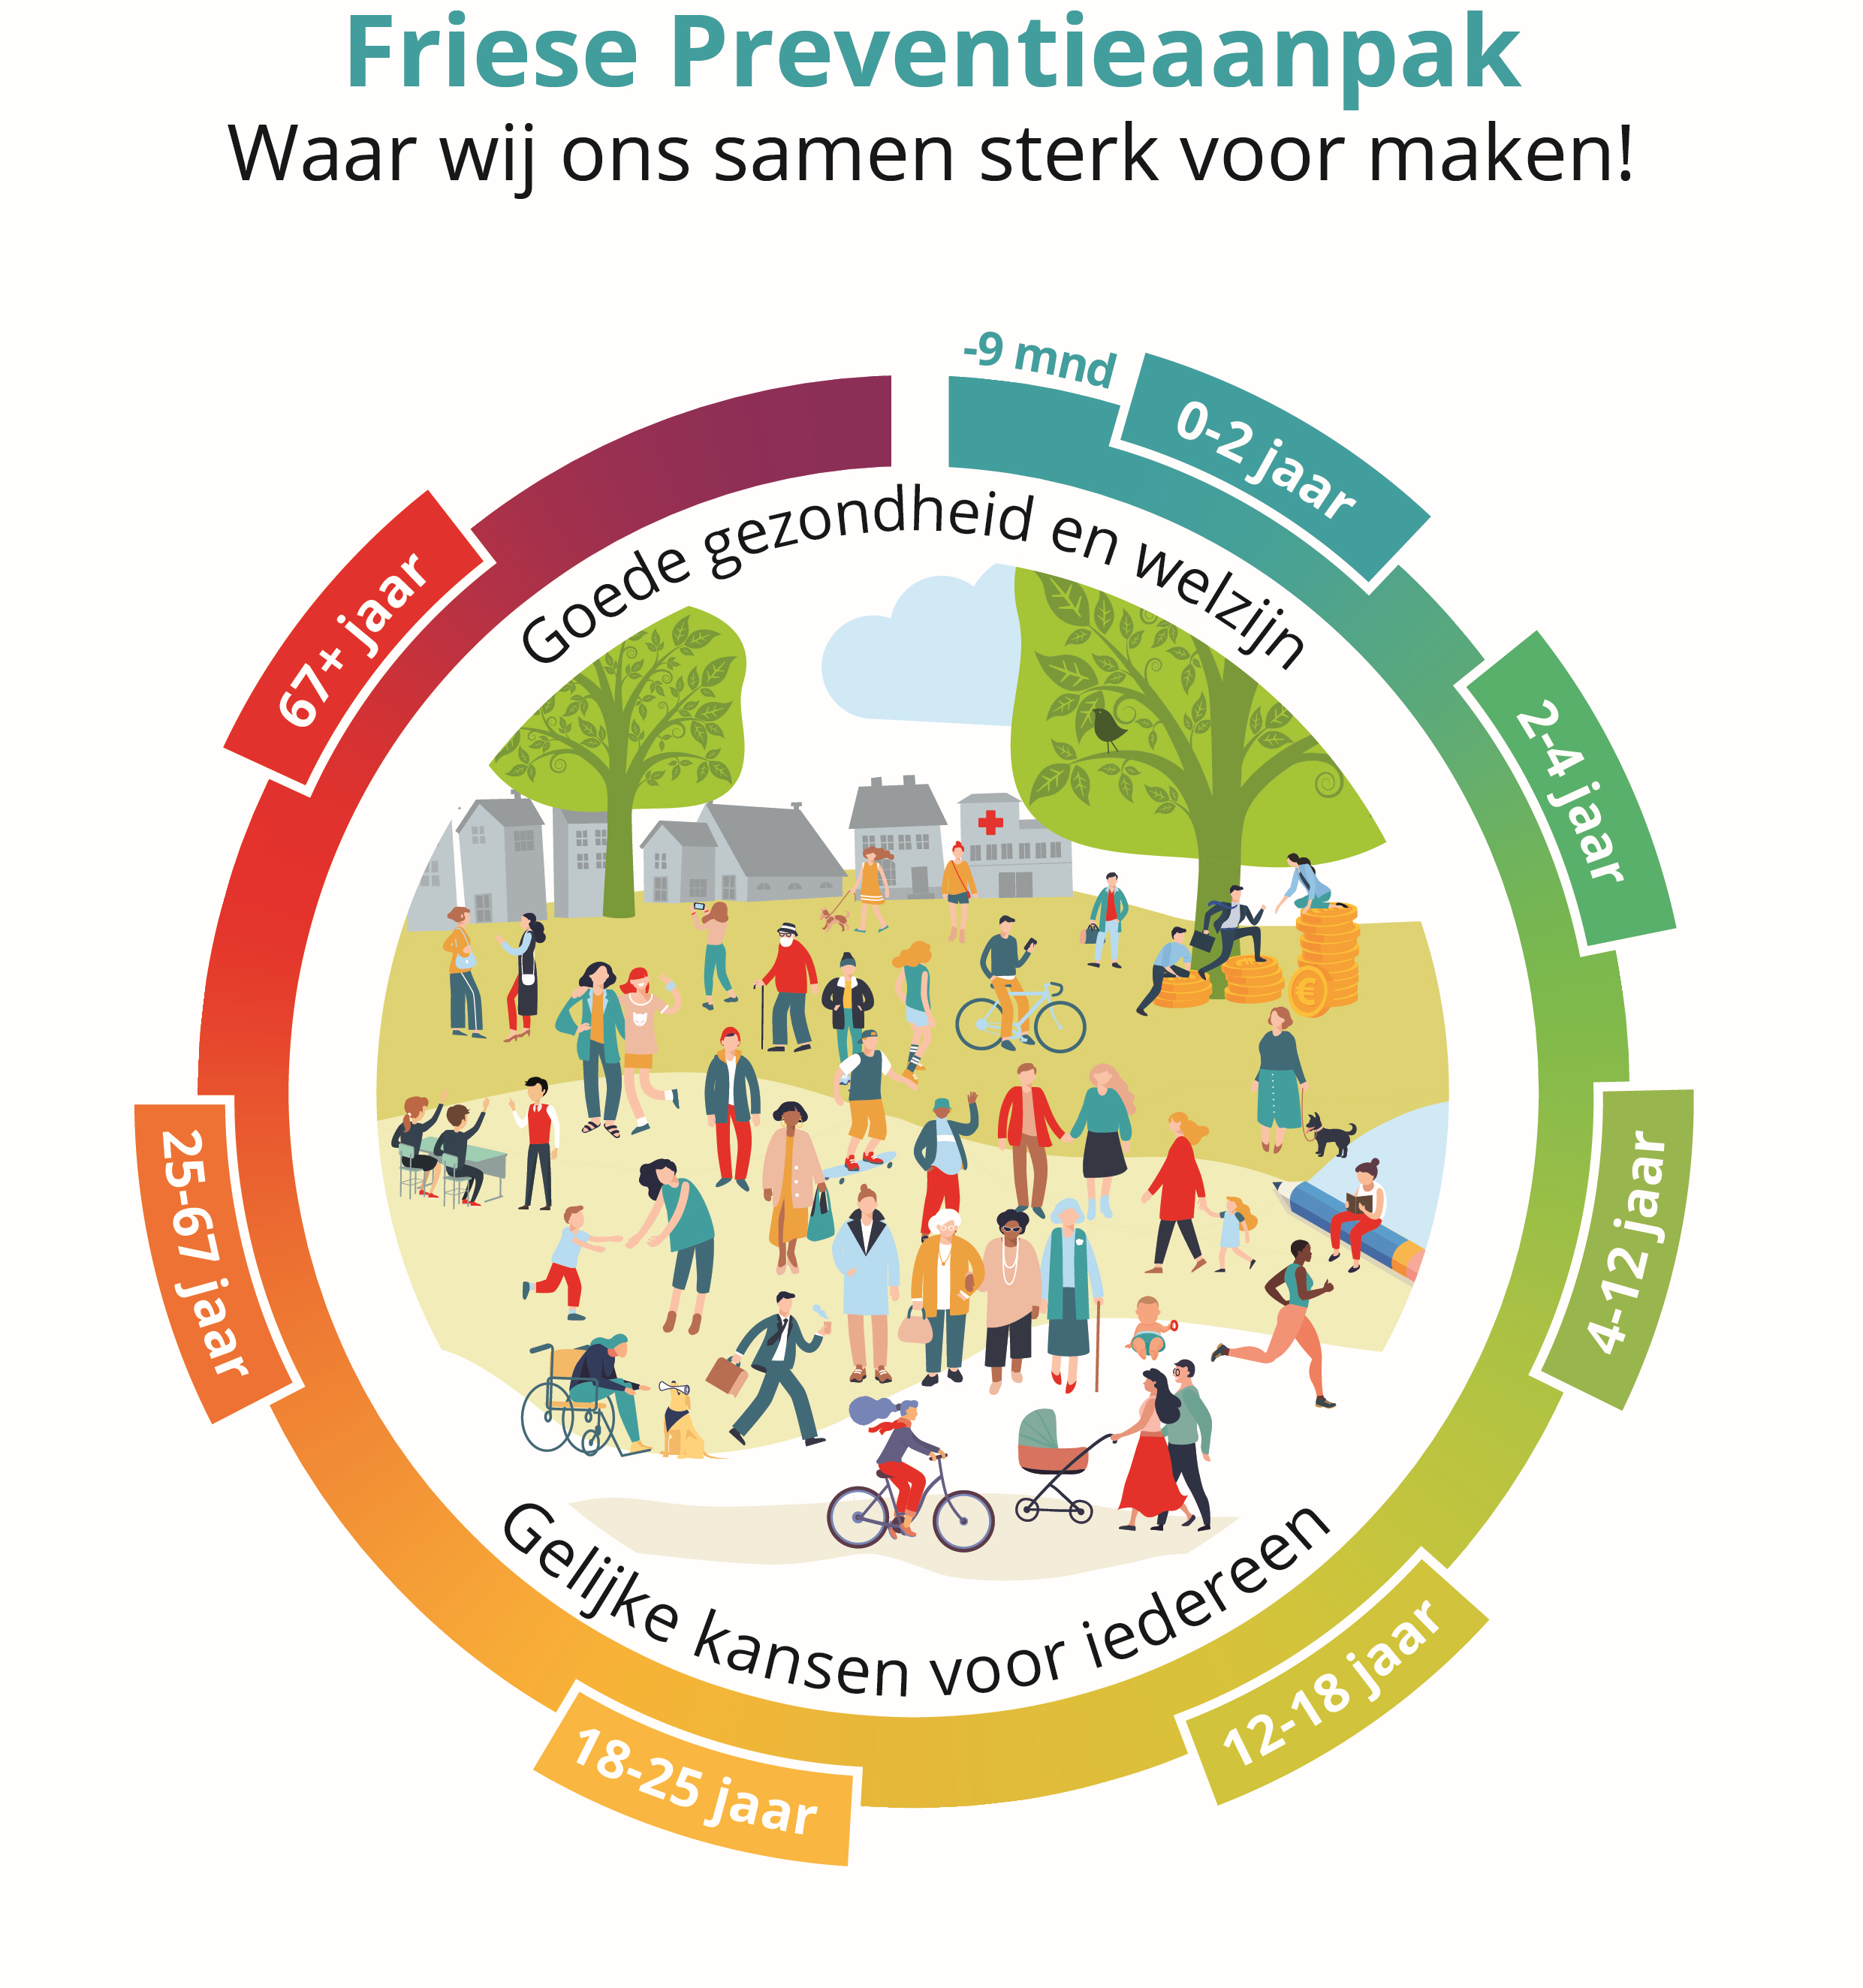 Friese Preventieaanpak
Waar wij ons samen sterk voor maken!
-9 mnd
0-2 jaar
2-4 jaar
4-12 jaar
12-18 jaar
18-25 jaar
25-67 jaar
67+ jaar
Goede gezondheid en welzijn
€
Gelijke kansen voor iedereen